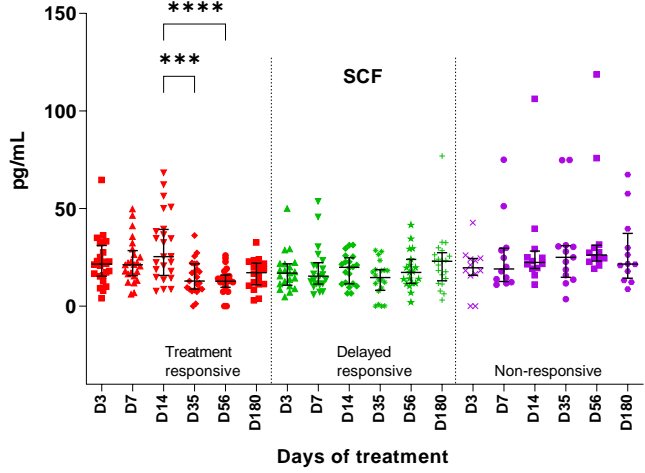 ****
***
SCF
150
100
50
0
pg/mL
Treatment
responsive
Delayed
responsive
Non-responsive
D3 D7 D14 D35 D56 D180 D3 D7 D14 D35 D56 D180 D3 D7 D14 D35 D56 D180
Days of treatment